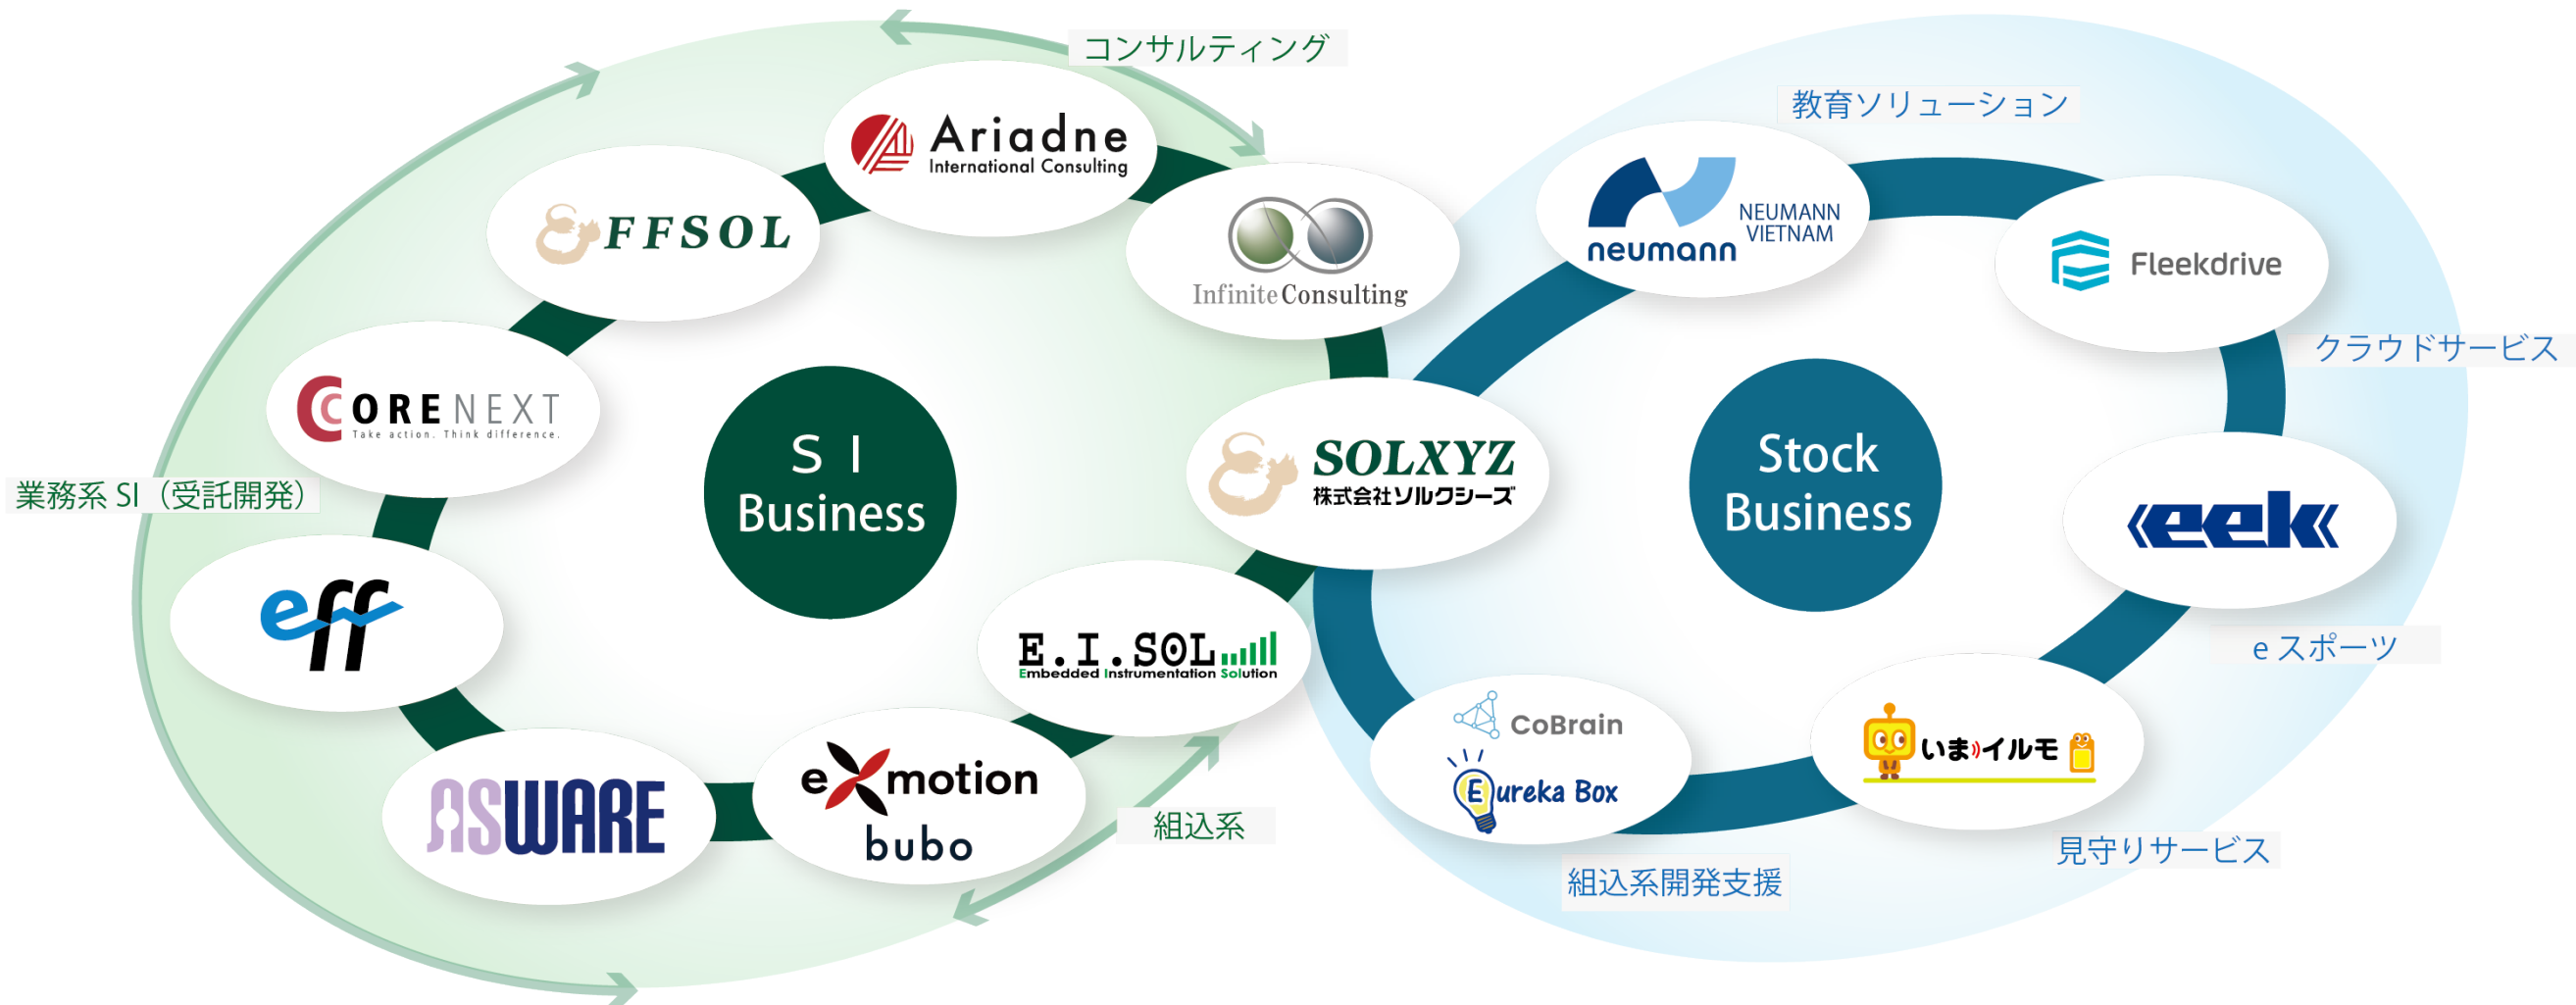 コンサルティング
Ariadne
International Consulting
FFSOL
Infinite Consulting
CORE NEXT
Take action. Think difference.
業務系 SI（受託開発）
S I
Business
eff
ASWARE
eXmotion
bubo
組込系
E.I.SOL
Embedded Instrumentation Solution
SOLXYZ
株式会社ソルクシーズ
教育ソリューション
neumann
NEUMANN
VIETNAM
Fleekdrive
クラウドサービス
Stock
Business
eek
e スポーツ
いまイルモ
見守りサービス
CoBrain
Eureka Box
組込系開発支援